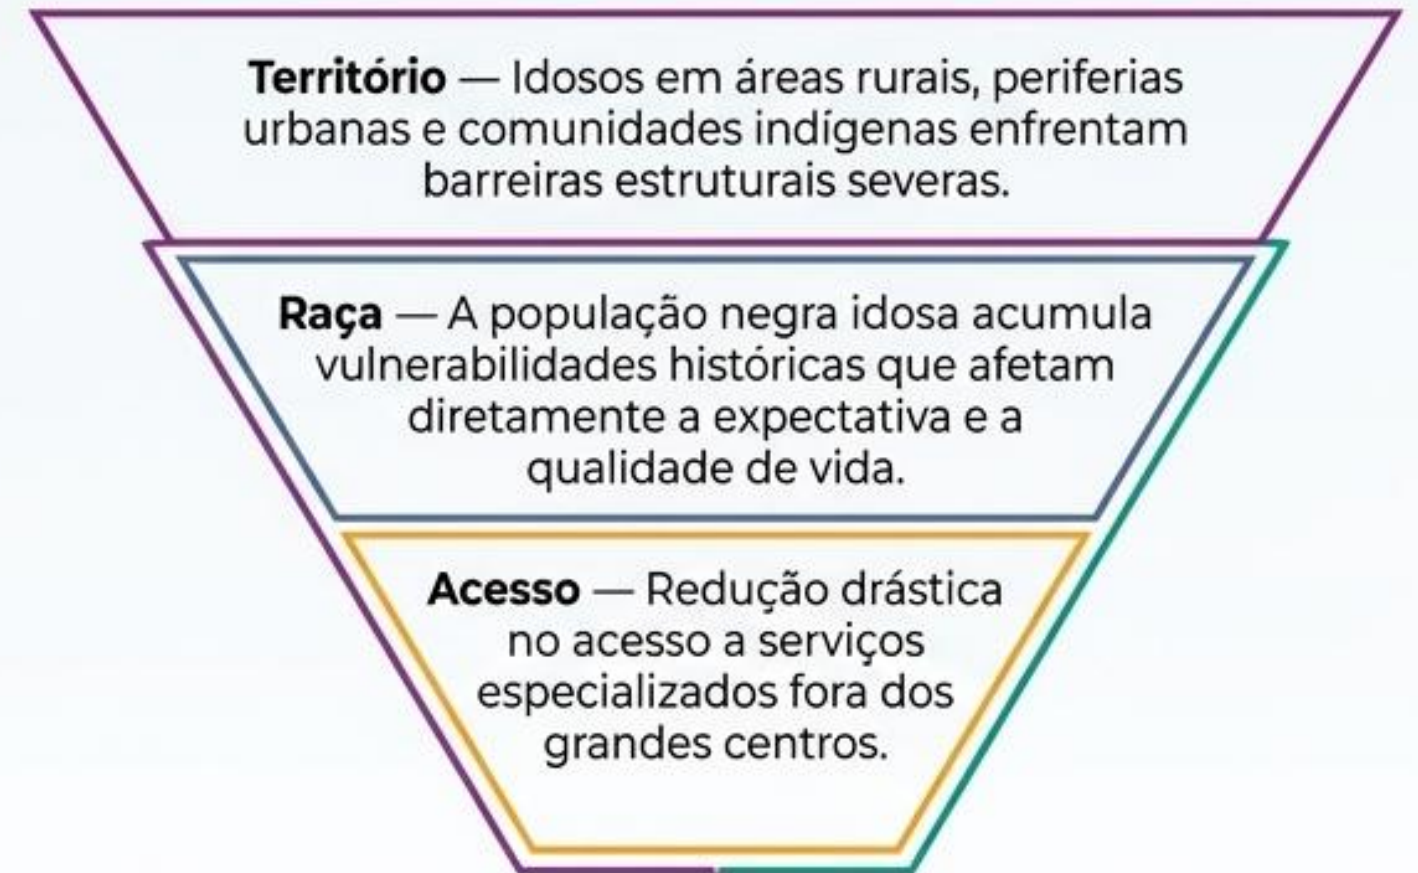 Território — Idosos em áreas rurais, periferias
urbanas e comunidades indígenas enfrentam
barreiras estruturais severas.
Raça — A população negra idosa acumula
vulnerabilidades históricas que afetam
diretamente a expectativa e a
qualidade de vida.
Acesso — Redução drástica
no acesso a serviços
especializados fora dos
grandes centros.